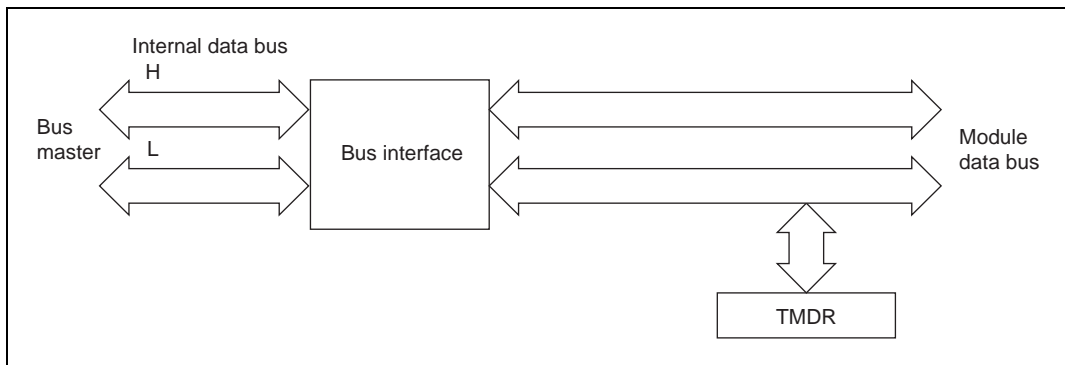 Internal data bus
H
Bus
master
L
Bus interface
Module
data bus
TMDR